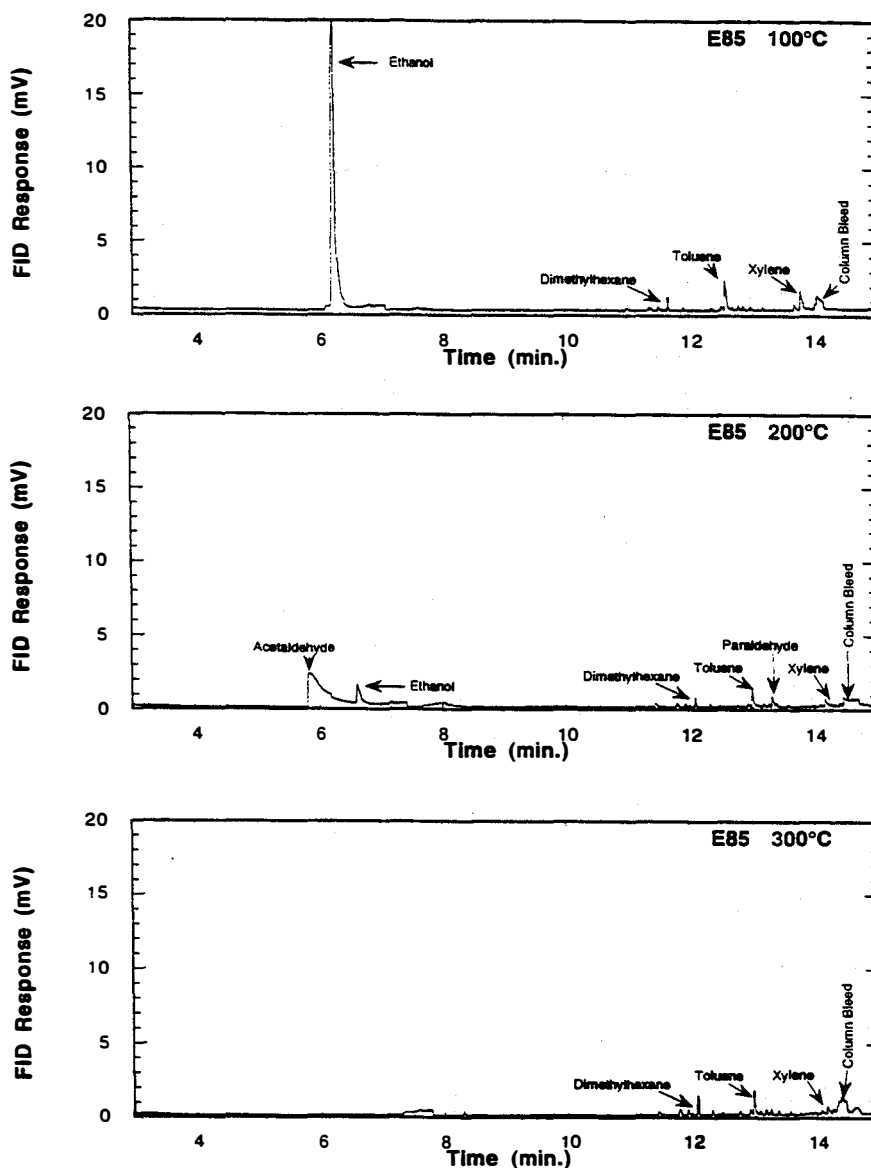 E85 100°C
FID Response (mV)
20
15
10
5
0
Ethanol
Dimethylhexane
Toluene
Xylene
Column Bleed
4 6 8 10 12 14
Time (min.)
E85 200°C
FID Response (mV)
20
15
10
5
0
Acetaldehyde
Ethanol
Dimethylhexane
Toluene
Paraldehyde
Xylene
Column Bleed
4 6 8 10 12 14
Time (min.)
E85 300°C
FID Response (mV)
20
15
10
5
0
Dimethylhexane
Toluene
Xylene
Column Bleed
4 6 8 10 12 14
Time (min.)